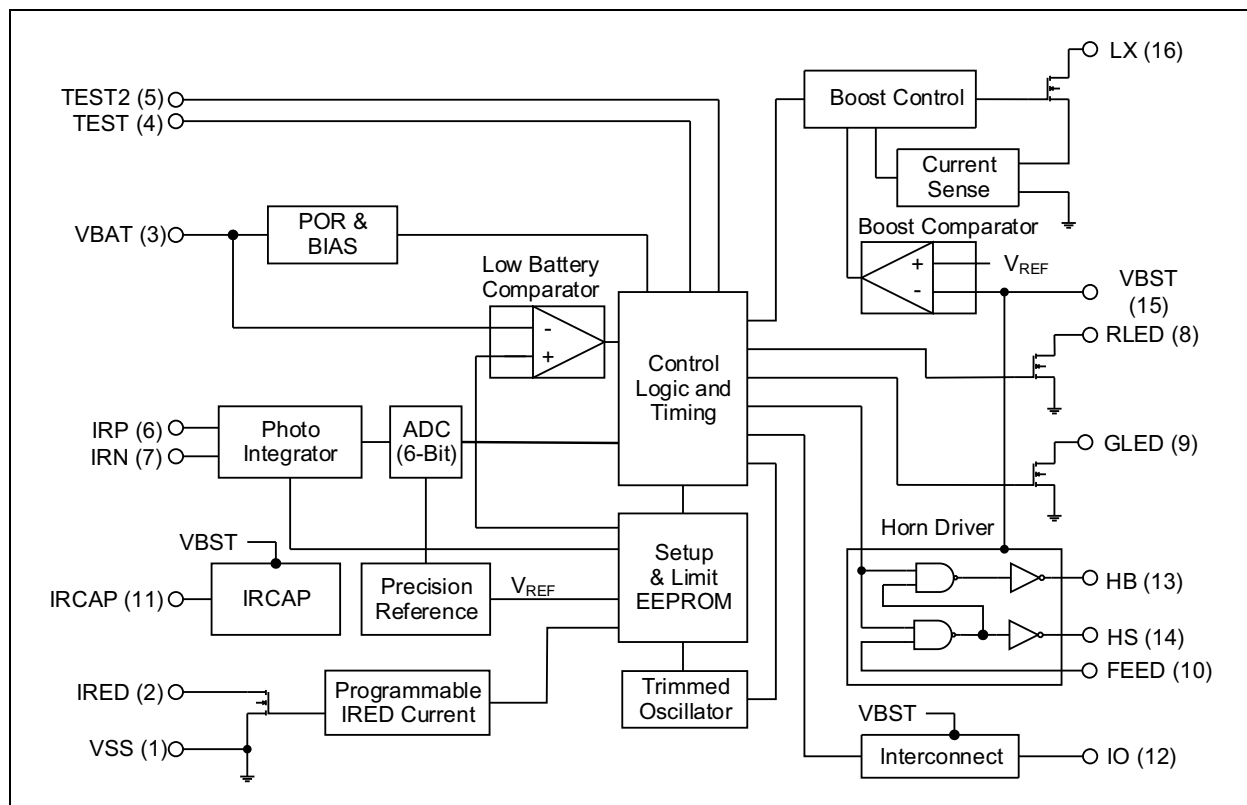 LX (16)
TEST2 (5)
Boost Control
TEST (4)
Current
Sense
POR &
BIAS
VBAT (3)
Boost Comparator
Low Battery
Comparator
+
VREF
-
VBST
(15)
-
+
RLED (8)
Control
Logic and
Timing
IRP (6)
IRN (7)
Photo
Integrator
ADC
(6-Bit)
GLED (9)
Horn Driver
VBST
Setup
& Limit
EEPROM
IRCAP (11)
IRCAP
Precision
Reference
VREF
HB (13)
HS (14)
FEED (10)
IRED (2)
Programmable
IRED Current
Trimmed
Oscillator
VBST
VSS (1)
Interconnect
IO (12)